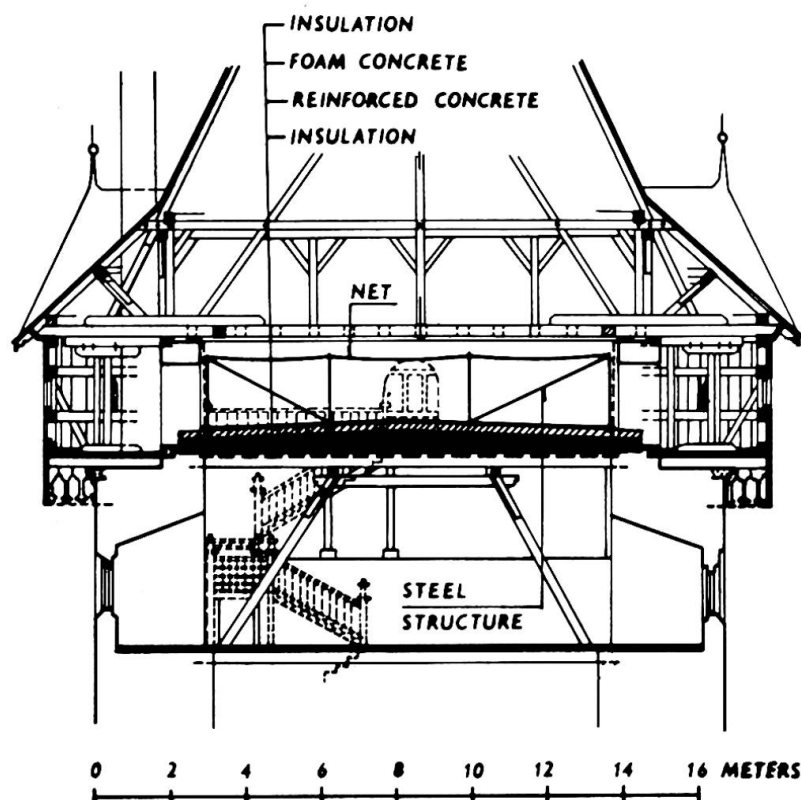 INSULATION
FOAM CONCRETE
REINFORCED CONCRETE
INSULATION
NET
STEEL
STRUCTURE
0 2 4 6 8 10 12 14 16 METERS